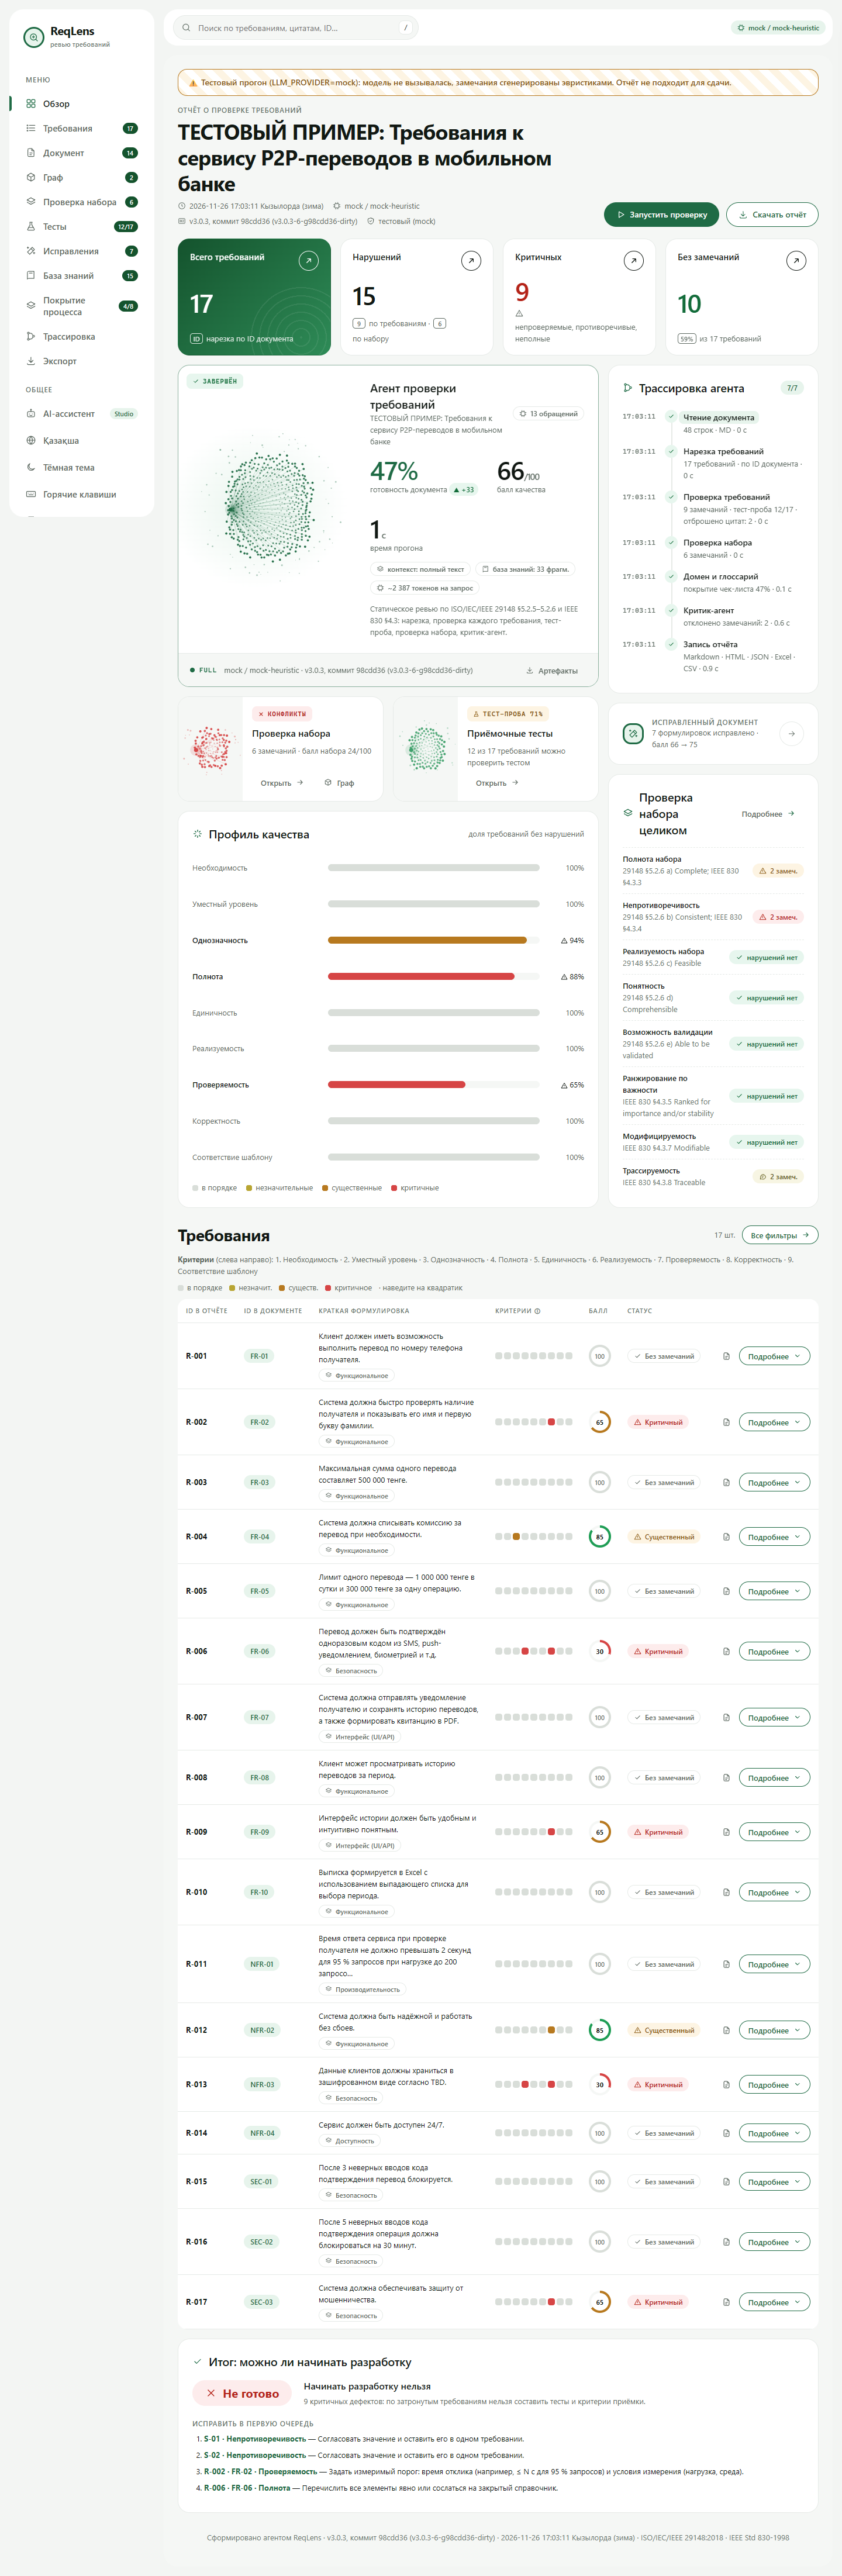 ReqLens
ревью требований
МЕНЮ
Обзор
Требования 17
Документ 14
Граф 2
Проверка набора 6
Тесты 12/17
Исправления 7
База знаний 15
Покрытие
процесса 4/8
Трассировка
Экспорт
ОБЩЕЕ
AI-ассистент Studio
Қазақша
Тёмная тема
Горячие клавиши
Поиск по требованиям, цитатам, ID... /
mock / mock-heuristic
Тестовый прогон (LLM_PROVIDER=mock): модель не вызывалась, замечания сгенерированы эвристиками. Отчёт не подходит для сдачи.
ОТЧЁТ О ПРОВЕРКЕ ТРЕБОВАНИЙ
ТЕСТОВЫЙ ПРИМЕР: Требования к
сервису P2P-переводов в мобильном
банке
2026-11-26 17:03:11 Кызылорда (зима) mock / mock-heuristic
v3.0.3, коммит 98cdd36 (v3.0.3-6-g98cdd36-dirty) тестовый (mock)
Запустить проверку
Скачать отчёт
Всего требований
17
ID нарезка по ID документа
Нарушений
15
9 по требованиям · 6
по набору
Критичных
9
непроверяемые, противоречивые,
неполные
Без замечаний
10
59% из 17 требований
ЗАВЕРШЁН
Агент проверки
требований
ТЕСТОВЫЙ ПРИМЕР: Требования к
сервису P2P-переводов в мобильном
банке
13 обращений
47%
готовность документа ▲ +33
66/100
балл качества
1 с
время прогона
контекст: полный текст
база знаний: 33 фрагм.
~2 387 токенов на запрос
Статическое ревью по ISO/IEC/IEEE 29148 §5.2.5–5.2.6 и IEEE
830 §4.3: нарезка, проверка каждого требования, тест-
проба, проверка набора, критик-агент.
FULL mock / mock-heuristic · v3.0.3, коммит 98cdd36 (v3.0.3-6-g98cdd36-dirty)
Артефакты
Трассировка агента 7/7
17:03:11 Чтение документа
48 строк · MD · 0 с
17:03:11 Нарезка требований
17 требований · по ID документа ·
0 с
17:03:11 Проверка требований
9 замечаний · тест-проба 12/17 ·
отброшено цитат: 2 · 0 с
17:03:11 Проверка набора
6 замечаний · 0 с
17:03:11 Домен и глоссарий
покрытие чек-листа 47% · 0.1 с
17:03:11 Критик-агент
отклонено замечаний: 2 · 0.6 с
17:03:11 Запись отчёта
Markdown · HTML · JSON · Excel ·
CSV · 0.9 с
КОНФЛИКТЫ
Проверка набора
6 замечаний · балл набора 24/100
Открыть
Граф
ТЕСТ-ПРОБА 71%
Приёмочные тесты
12 из 17 требований можно
проверить тестом
Открыть
ИСПРАВЛЕННЫЙ ДОКУМЕНТ
7 формулировок исправлено ·
балл 66 → 75
Профиль качества
доля требований без нарушений
Необходимость 100%
Уместный уровень 100%
Однозначность 94%
Полнота 88%
Единичность 100%
Реализуемость 100%
Проверяемость 65%
Корректность 100%
Соответствие шаблону 100%
в порядке незначительные существенные критичные
Проверка
набора
целиком
Подробнее
Полнота набора
29148 §5.2.6 a) Complete; IEEE 830
§4.3.3
2 замеч.
Непротиворечивость
29148 §5.2.6 b) Consistent; IEEE 830
§4.3.4
2 замеч.
Реализуемость набора
29148 §5.2.6 c) Feasible
нарушений нет
Понятность
29148 §5.2.6 d)
Comprehensible
нарушений нет
Возможность валидации
29148 §5.2.6 e) Able to be
validated
нарушений нет
Ранжирование по
важности
IEEE 830 §4.3.5 Ranked for
importance and/or stability
нарушений нет
Модифицируемость
IEEE 830 §4.3.7 Modifiable
нарушений нет
Трассируемость
IEEE 830 §4.3.8 Traceable
2 замеч.
Требования
17 шт.
Все фильтры
Критерии (слева направо): 1. Необходимость · 2. Уместный уровень · 3. Однозначность · 4. Полнота · 5. Единичность · 6. Реализуемость · 7. Проверяемость · 8. Корректность · 9.
Соответствие шаблону
в порядке незначит. существ. критичное · наведите на квадратик
ID В ОТЧЁТЕ ID В ДОКУМЕНТЕ КРАТКАЯ ФОРМУЛИРОВКА КРИТЕРИИ БАЛЛ СТАТУС
Клиент должен иметь возможность
выполнить перевод по номеру телефона
получателя.
R-001 FR-01 100 Без замечаний Подробнее
Функциональное
Система должна быстро проверять наличие
получателя и показывать его имя и первую
букву фамилии.
R-002 FR-02 65 Критичный Подробнее
Функциональное
Максимальная сумма одного перевода
составляет 500 000 тенге.
R-003 FR-03 100 Без замечаний Подробнее
Функциональное
Система должна списывать комиссию за
перевод при необходимости.
R-004 FR-04 85 Существенный Подробнее
Функциональное
Лимит одного перевода — 1 000 000 тенге в
сутки и 300 000 тенге за одну операцию.
R-005 FR-05 100 Без замечаний Подробнее
Функциональное
Перевод должен быть подтверждён
одноразовым кодом из SMS, push-
уведомлением, биометрией и т.д.
R-006 FR-06 30 Критичный Подробнее
Безопасность
Система должна отправлять уведомление
получателю и сохранять историю переводов,
а также формировать квитанцию в PDF.
R-007 FR-07 100 Без замечаний Подробнее
Интерфейс (UI/API)
Клиент может просматривать историю
переводов за период.
R-008 FR-08 100 Без замечаний Подробнее
Функциональное
Интерфейс истории должен быть удобным и
интуитивно понятным.
R-009 FR-09 65 Критичный Подробнее
Интерфейс (UI/API)
Выписка формируется в Excel с
использованием выпадающего списка для
выбора периода.
R-010 FR-10 100 Без замечаний Подробнее
Функциональное
Время ответа сервиса при проверке
получателя не должно превышать 2 секунд
для 95 % запросов при нагрузке до 200
запросо...
R-011 NFR-01 100 Без замечаний Подробнее
Производительность
Система должна быть надёжной и работать
без сбоев.
R-012 NFR-02 85 Существенный Подробнее
Функциональное
Данные клиентов должны храниться в
зашифрованном виде согласно TBD.
R-013 NFR-03 30 Критичный Подробнее
Безопасность
Сервис должен быть доступен 24/7.
R-014 NFR-04 100 Без замечаний Подробнее
Доступность
После 3 неверных вводов кода
подтверждения перевод блокируется.
R-015 SEC-01 100 Без замечаний Подробнее
Безопасность
После 5 неверных вводов кода
подтверждения операция должна
блокироваться на 30 минут.
R-016 SEC-02 100 Без замечаний Подробнее
Безопасность
Система должна обеспечивать защиту от
мошенничества.
R-017 SEC-03 65 Критичный Подробнее
Безопасность
Итог: можно ли начинать разработку
Не готово
Начинать разработку нельзя
9 критичных дефектов: по затронутым требованиям нельзя составить тесты и критерии приёмки.
ИСПРАВИТЬ В ПЕРВУЮ ОЧЕРЕДЬ
1. S-01 · Непротиворечивость — Согласовать значение и оставить его в одном требовании.
2. S-02 · Непротиворечивость — Согласовать значение и оставить его в одном требовании.
3. R-002 · FR-02 · Проверяемость — Задать измеримый порог: время отклика (например, ≤ N с для 95 % запросов) и условия измерения (нагрузка, среда).
4. R-006 · FR-06 · Полнота — Перечислить все элементы явно или сослаться на закрытый справочник.
Сформировано агентом ReqLens · v3.0.3, коммит 98cdd36 (v3.0.3-6-g98cdd36-dirty) · 2026-11-26 17:03:11 Кызылорда (зима) · ISO/IEC/IEEE 29148:2018 · IEEE Std 830-1998